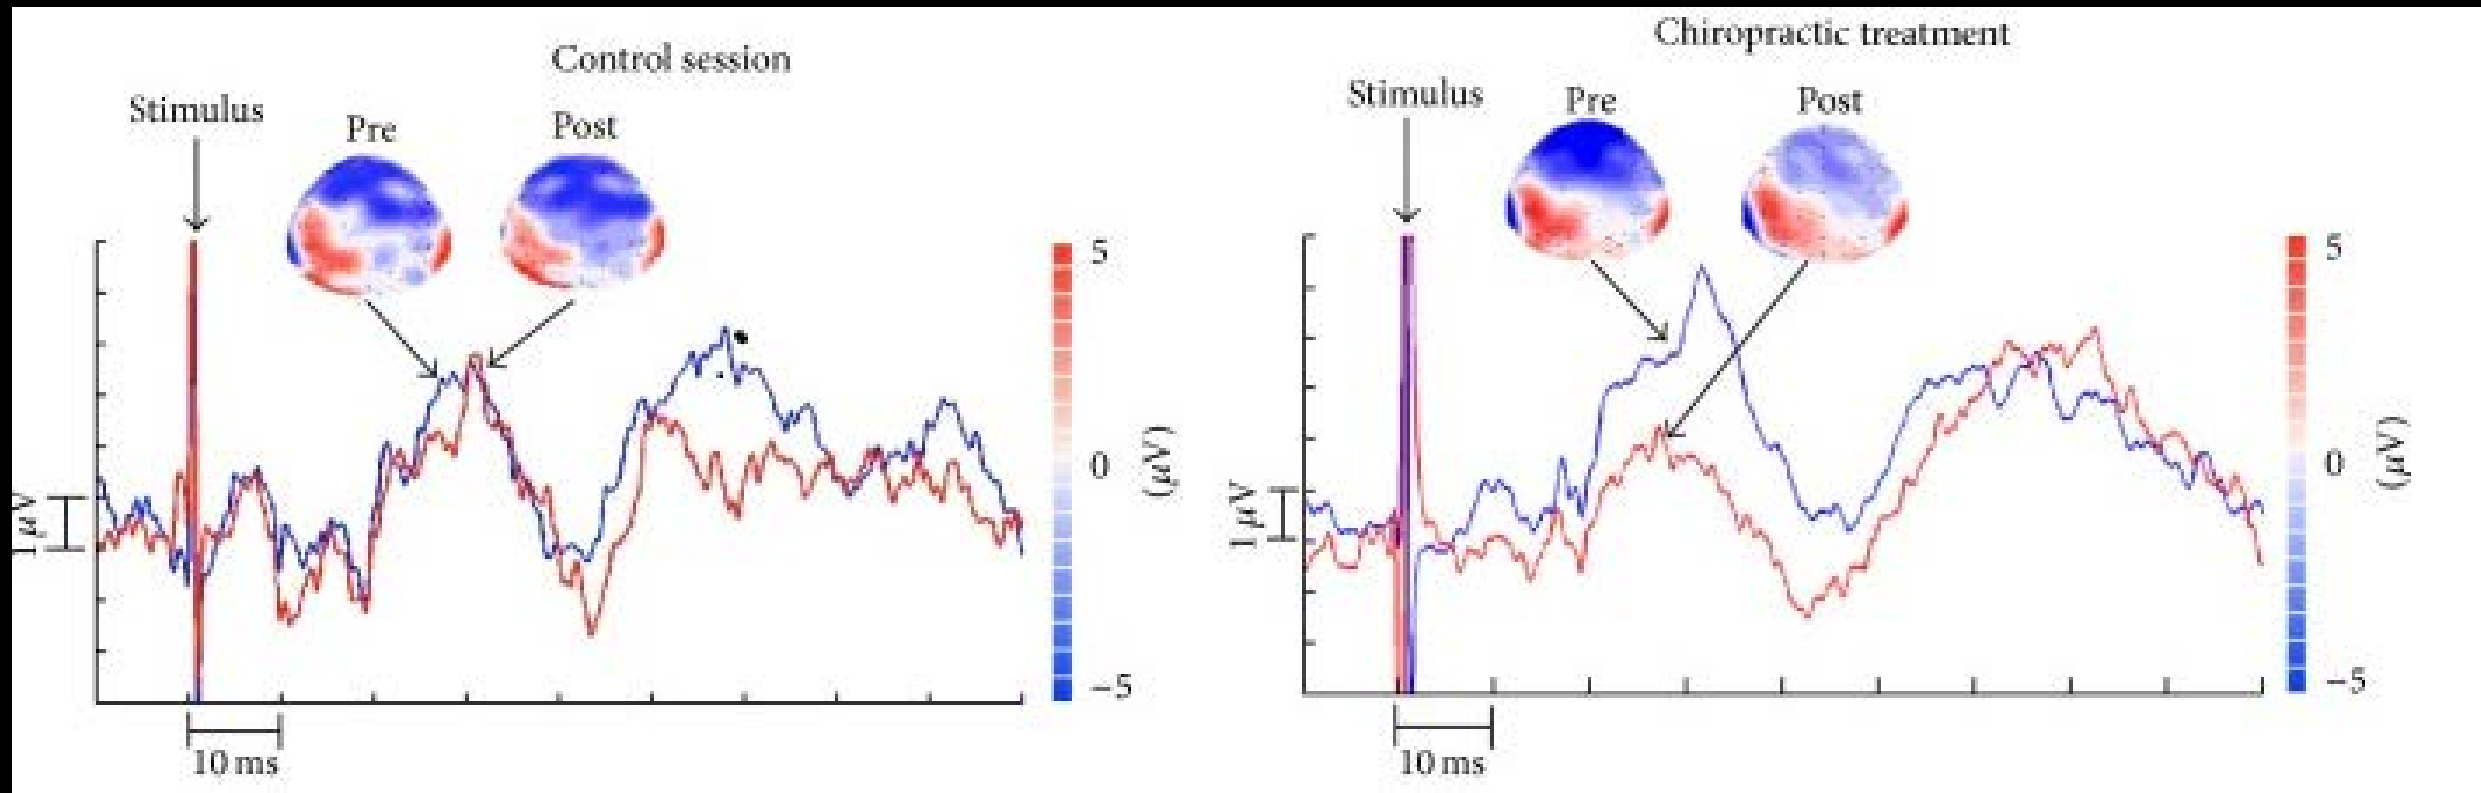 Control session
Stimulus
Pre
Post
5
0
−5
(μV)
1 μV
10 ms
Chiropractic treatment
Stimulus
Pre
Post
5
0
−5
(μV)
1 μV
10 ms